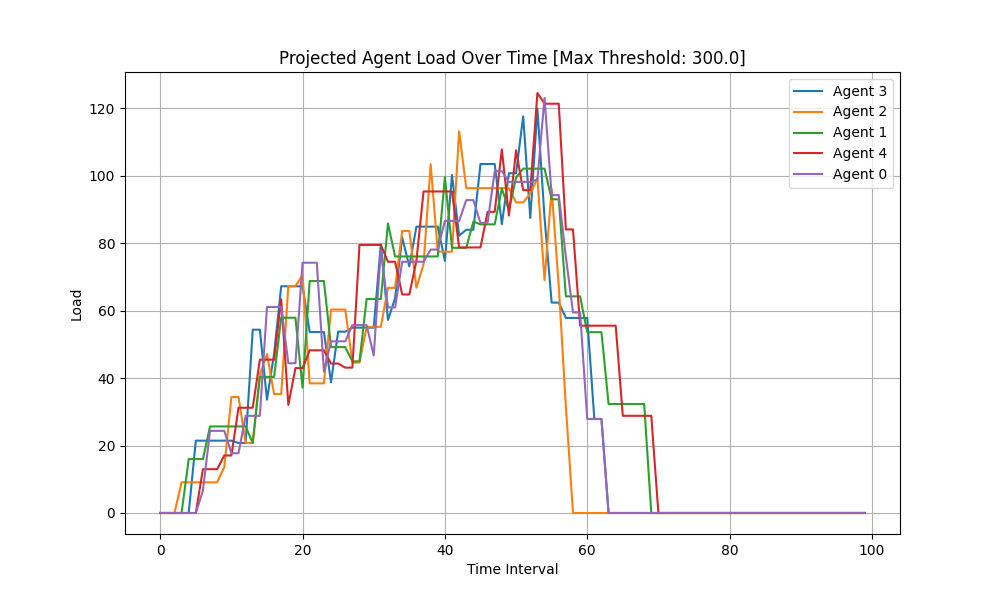 Projected Agent Load Over Time [Max Threshold: 300.0]
Load
120
100
80
60
40
20
0
0 20 40 60 80 100
Time Interval
Agent 3
Agent 2
Agent 1
Agent 4
Agent 0